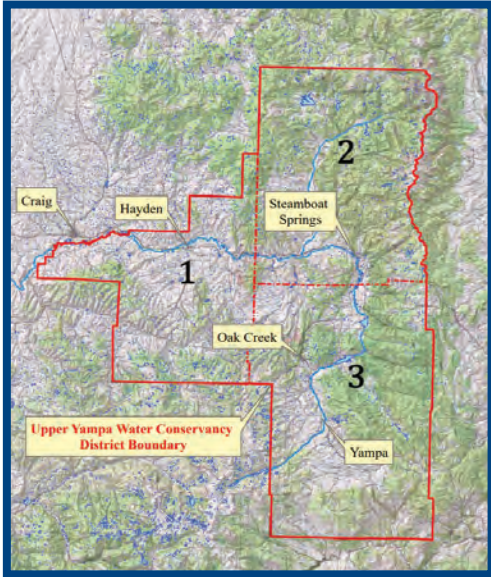 2
Craig
Hayden
Steamboat
Springs
1
Oak Creek
3
Upper Yampa Water Conservancy
District Boundary
Yampa